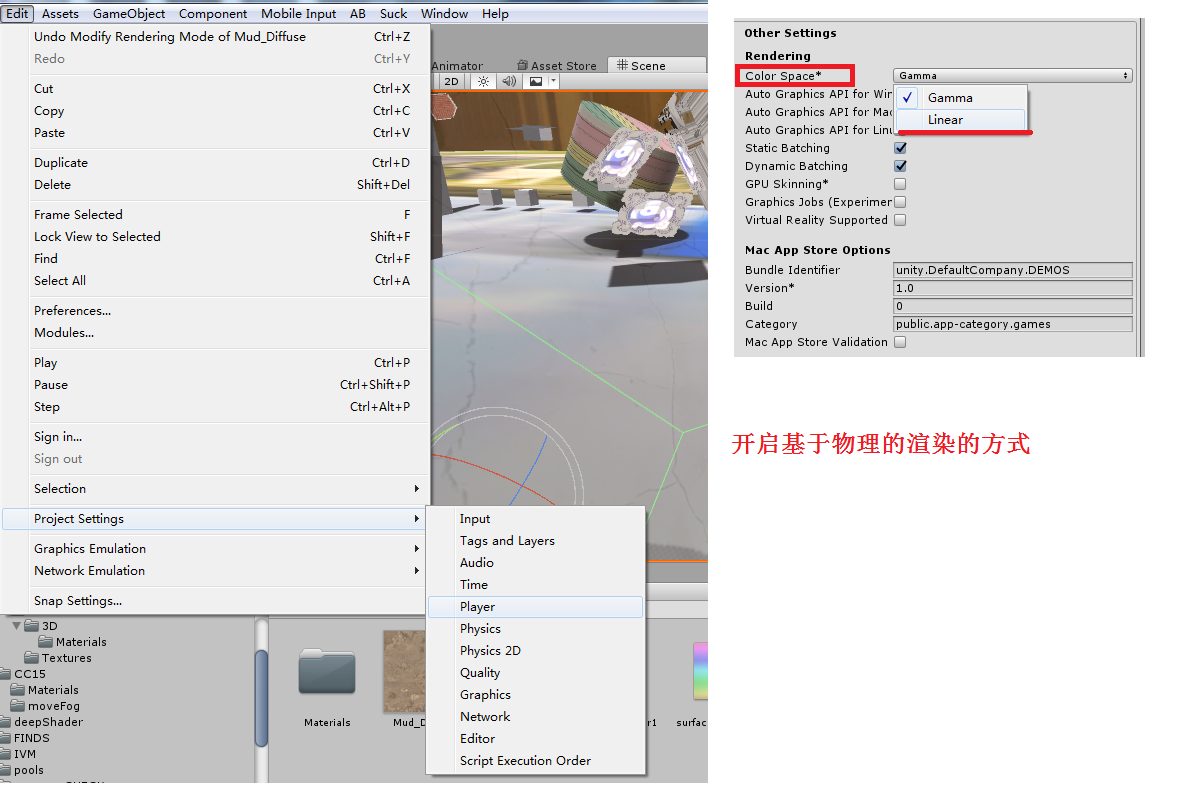 Edit Assets GameObject Component Mobile Input AB Suck Window Help
Undo Modify Rendering Mode of Mud_Diffuse Ctrl+Z
Redo Ctrl+Y
Cut Ctrl+X
Copy Ctrl+C
Paste Ctrl+V
Duplicate Ctrl+D
Delete Shift+Del
Frame Selected F
Lock View to Selected Shift+F
Find Ctrl+F
Select All Ctrl+A
Preferences...
Modules...
Play Ctrl+P
Pause Ctrl+Shift+P
Step Ctrl+Alt+P
Sign in...
Sign out
Selection
Project Settings
Graphics Emulation
Network Emulation
Snap Settings...
Animator Asset Store Scene
2D
Input
Tags and Layers
Audio
Time
Player
Physics
Physics 2D
Quality
Graphics
Network
Editor
Script Execution Order
3D
Materials
Textures
CC15
Materials
moveFog
deepShader
FINDS
IVM
pools
Materials Mud_D r1 surfac
Other Settings
Rendering
Color Space* Gamma
Auto Graphics API for Win
Auto Graphics API for Mac
Auto Graphics API for Linu
Gamma
Linear
Static Batching
Dynamic Batching
GPU Skinning*
Graphics Jobs (Experimen
Virtual Reality Supported
Mac App Store Options
Bundle Identifier unity.DefaultCompany.DEMOS
Version* 1.0
Build 0
Category public.app-category.games
Mac App Store Validation
开启基于物理的渲染的方式